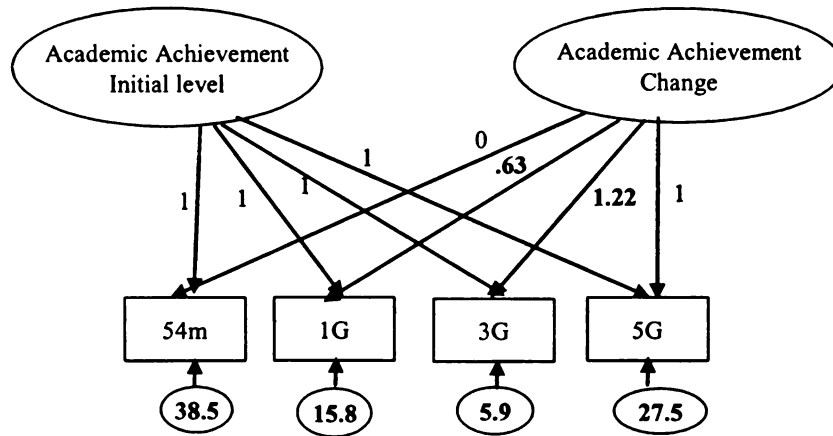 Academic Achievement
Initial level
Academic Achievement
Change
0
1
.63
1
1
1
1.22
1
54m
1G
3G
5G
38.5
15.8
5.9
27.5